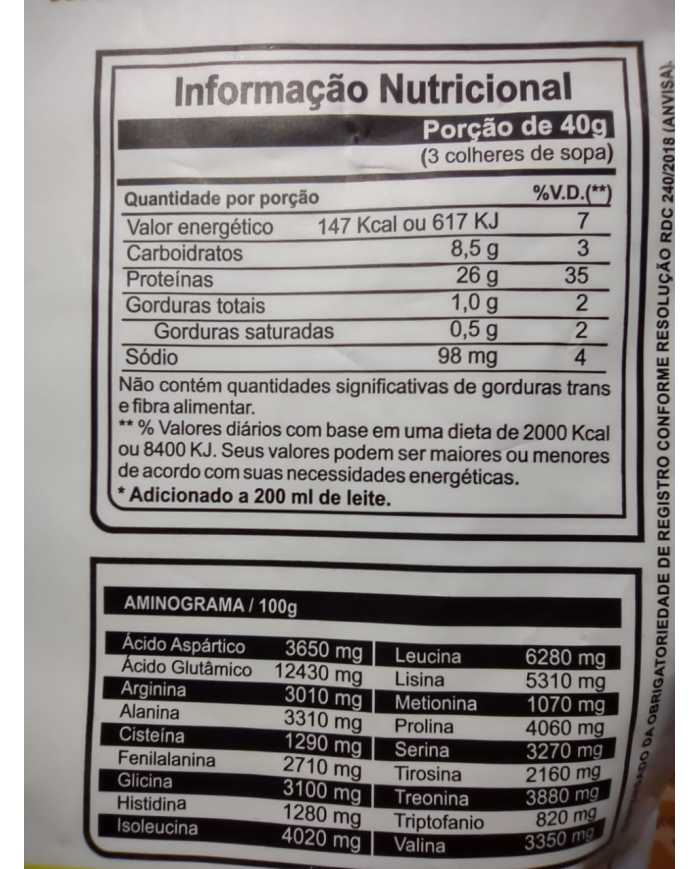 Informação Nutricional
Porção de 40g
(3 colheres de sopa)
Quantidade por porção %V.D.(**)
Valor energético 147 Kcal ou 617 KJ 7
Carboidratos 8,5 g 3
Proteínas 26 g 35
Gorduras totais 1,0 g 2
Gorduras saturadas 0,5 g 2
Sódio 98 mg 4
Não contém quantidades significativas de gorduras trans
e fibra alimentar.
** % Valores diários com base em uma dieta de 2000 Kcal
ou 8400 KJ. Seus valores podem ser maiores ou menores
de acordo com suas necessidades energéticas.
* Adicionado a 200 ml de leite.
AMINOGRAMA / 100g
Ácido Aspártico 3650 mg Leucina 6280 mg
Ácido Glutâmico 12430 mg Lisina 5310 mg
Arginina 3010 mg Metionina 1070 mg
Alanina 3310 mg Prolina 4060 mg
Cisteína 1290 mg Serina 3270 mg
Fenilalanina 2710 mg Tirosina 2160 mg
Glicina 3100 mg Treonina 3880 mg
Histidina 1280 mg Triptofanio 820 mg
Isoleucina 4020 mg Valina 3350 mg
DA OBRIGATORIEDADE DE REGISTRO CONFORME RESOLUÇÃO RDC 240/2018 (ANVISA).